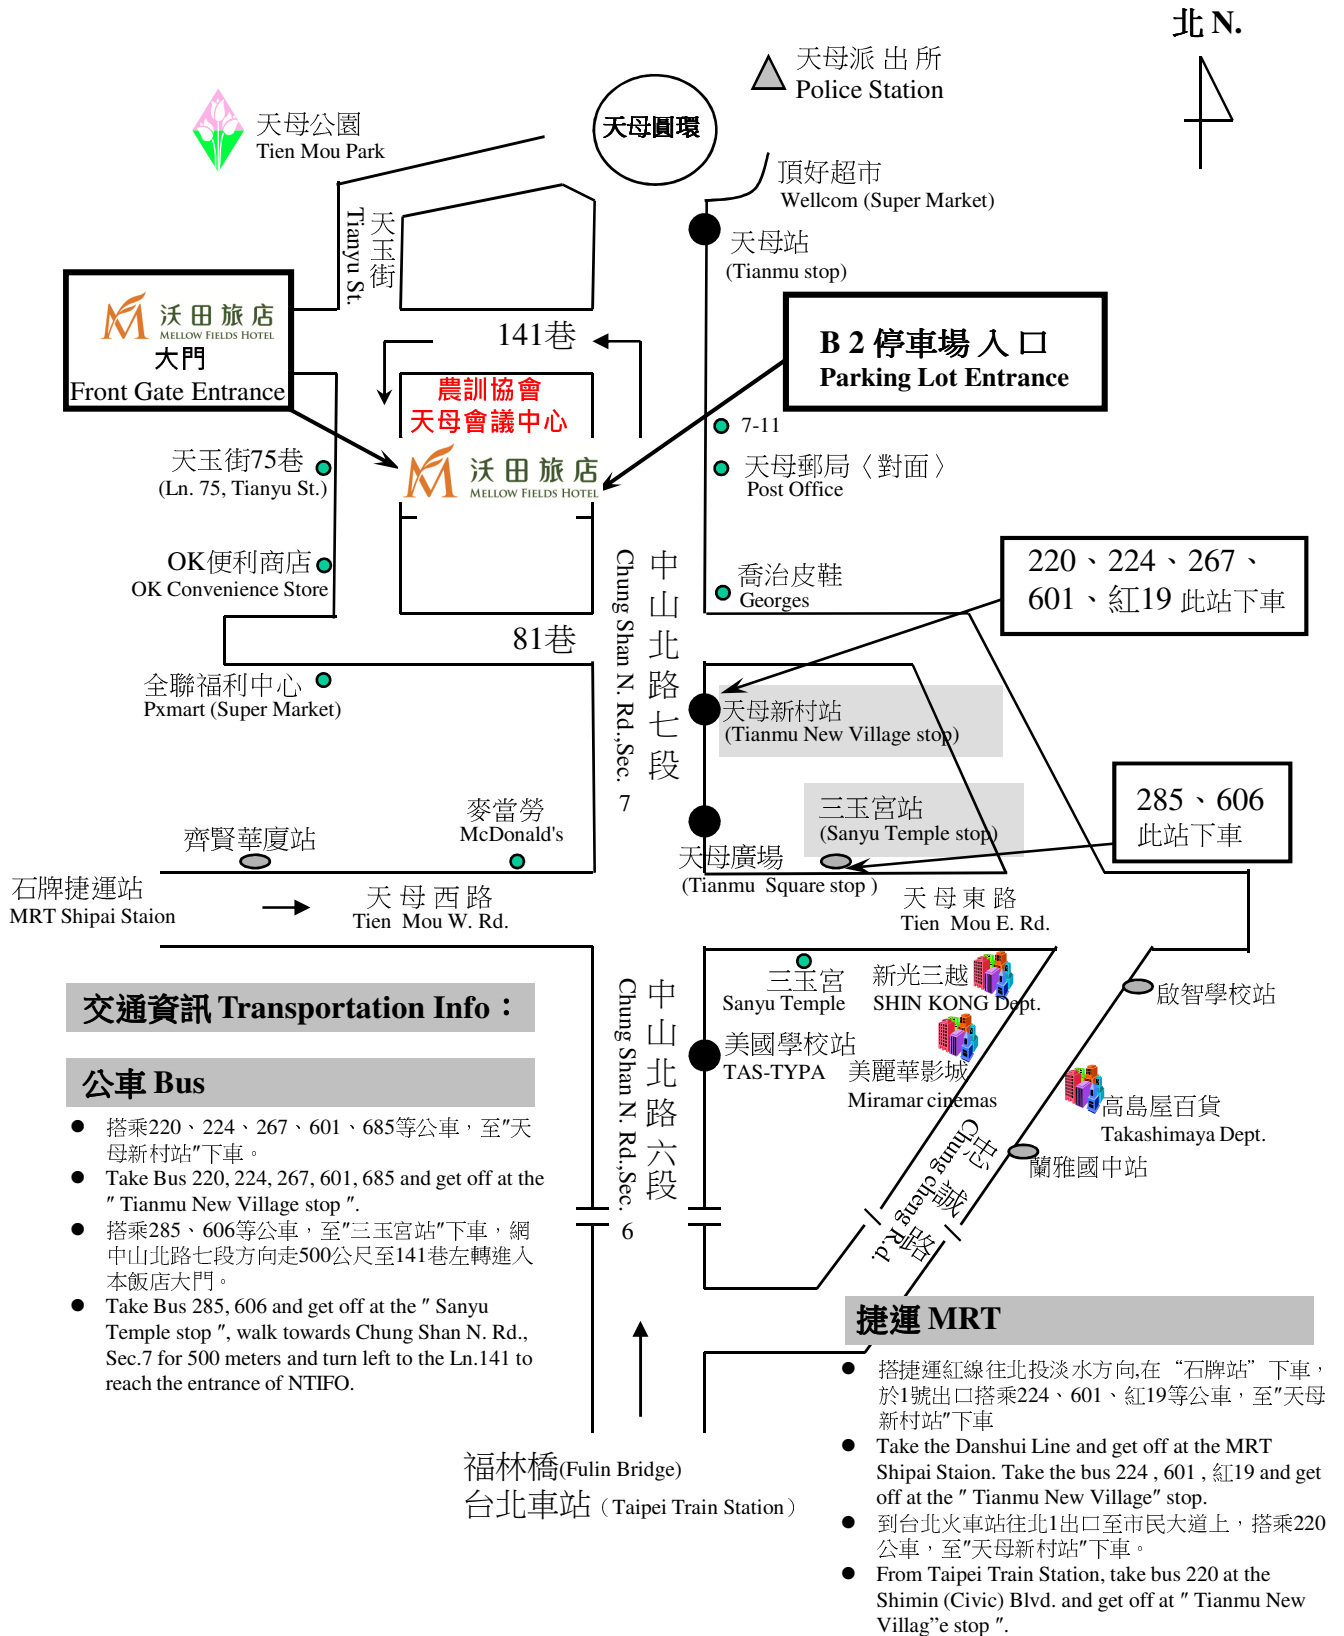 北 N.
天母派 出 所
Police Station
天母圓環
天母公園
Tien Mou Park
頂好超市
Wellcom (Super Market)
天玉街
Tianyu St.
天母站
(Tianmu stop)
沃田旅店
MELLOW FIELDS HOTEL
大門
Front Gate Entrance
141巷
B 2 停車場 入 口
Parking Lot Entrance
農訓協會
天母會議中心
沃田旅店
MELLOW FIELDS HOTEL
7-11
天母郵局〈對面〉
Post Office
天玉街75巷
(Ln. 75, Tianyu St.)
OK便利商店
OK Convenience Store
喬治皮鞋
Georges
220、224、267、
601、紅19 此站下車
81巷
中山北路七段
Chung Shan N. Rd.,Sec. 7
全聯福利中心
Pxmart (Super Market)
天母新村站
(Tianmu New Village stop)
285、606
此站下車
三玉宮站
(Sanyu Temple stop)
麥當勞
McDonald's
齊賢華廈站
天母廣場
(Tianmu Square stop )
石牌捷運站
MRT Shipai Staion
天 母 西 路
Tien Mou W. Rd.
天 母 東 路
Tien Mou E. Rd.
三玉宮
Sanyu Temple
新光三越
SHIN KONG Dept.
啟智學校站
中山北路六段
Chung Shan N. Rd.,Sec. 6
美國學校站
TAS-TYPA
美麗華影城
Miramar cinemas
高島屋百貨
Takashimaya Dept.
蘭雅國中站
忠誠路
Chung cheng R.d.
交通資訊 Transportation Info：
公車 Bus
● 搭乘220、224、267、601、685等公車，至"天
母新村站"下車。
● Take Bus 220, 224, 267, 601, 685 and get off at the
" Tianmu New Village stop ".
● 搭乘285、606等公車，至"三玉宮站"下車，網
中山北路七段方向走500公尺至141巷左轉進入
本飯店大門。
● Take Bus 285, 606 and get off at the " Sanyu
Temple stop ", walk towards Chung Shan N. Rd.,
Sec.7 for 500 meters and turn left to the Ln.141 to
reach the entrance of NTIFO.
福林橋(Fulin Bridge)
台北車站（Taipei Train Station）
捷運 MRT
● 搭捷運紅線往北投淡水方向,在“石牌站”下車，
於1號出口搭乘224、601、紅19等公車，至"天母
新村站"下車
● Take the Danshui Line and get off at the MRT
Shipai Staion. Take the bus 224 , 601 , 紅19 and get
off at the " Tianmu New Village" stop.
● 到台北火車站往北1出口至市民大道上，搭乘220
公車，至"天母新村站"下車。
● From Taipei Train Station, take bus 220 at the
Shimin (Civic) Blvd. and get off at " Tianmu New
Villag”e stop ".